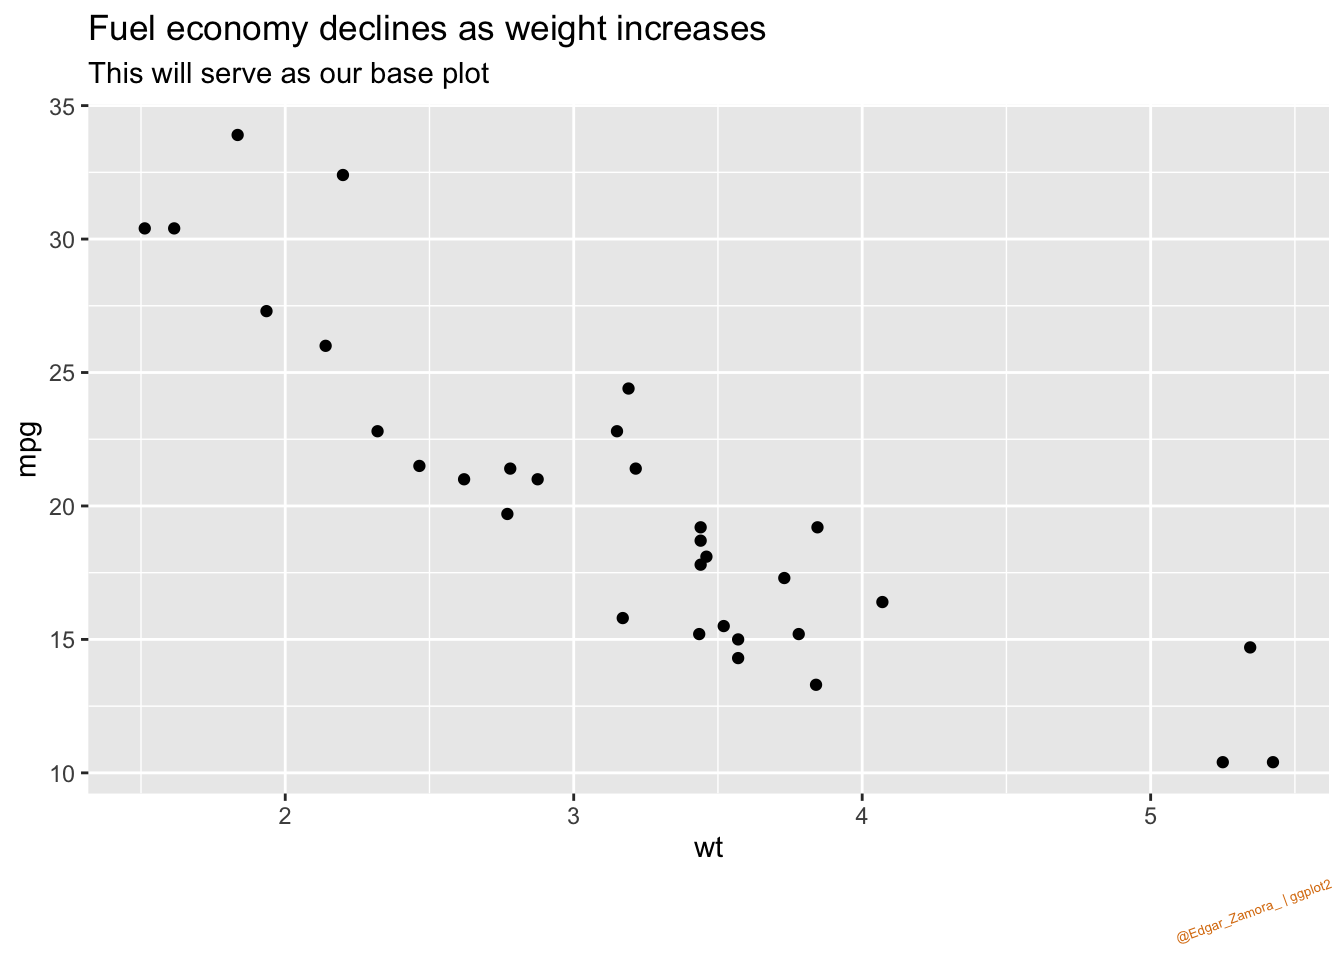 Fuel economy declines as weight increases
This will serve as our base plot
35
30
25
20
15
10
mpg
2 3 4 5
wt
@Edgar_Zamora_ | ggplot2